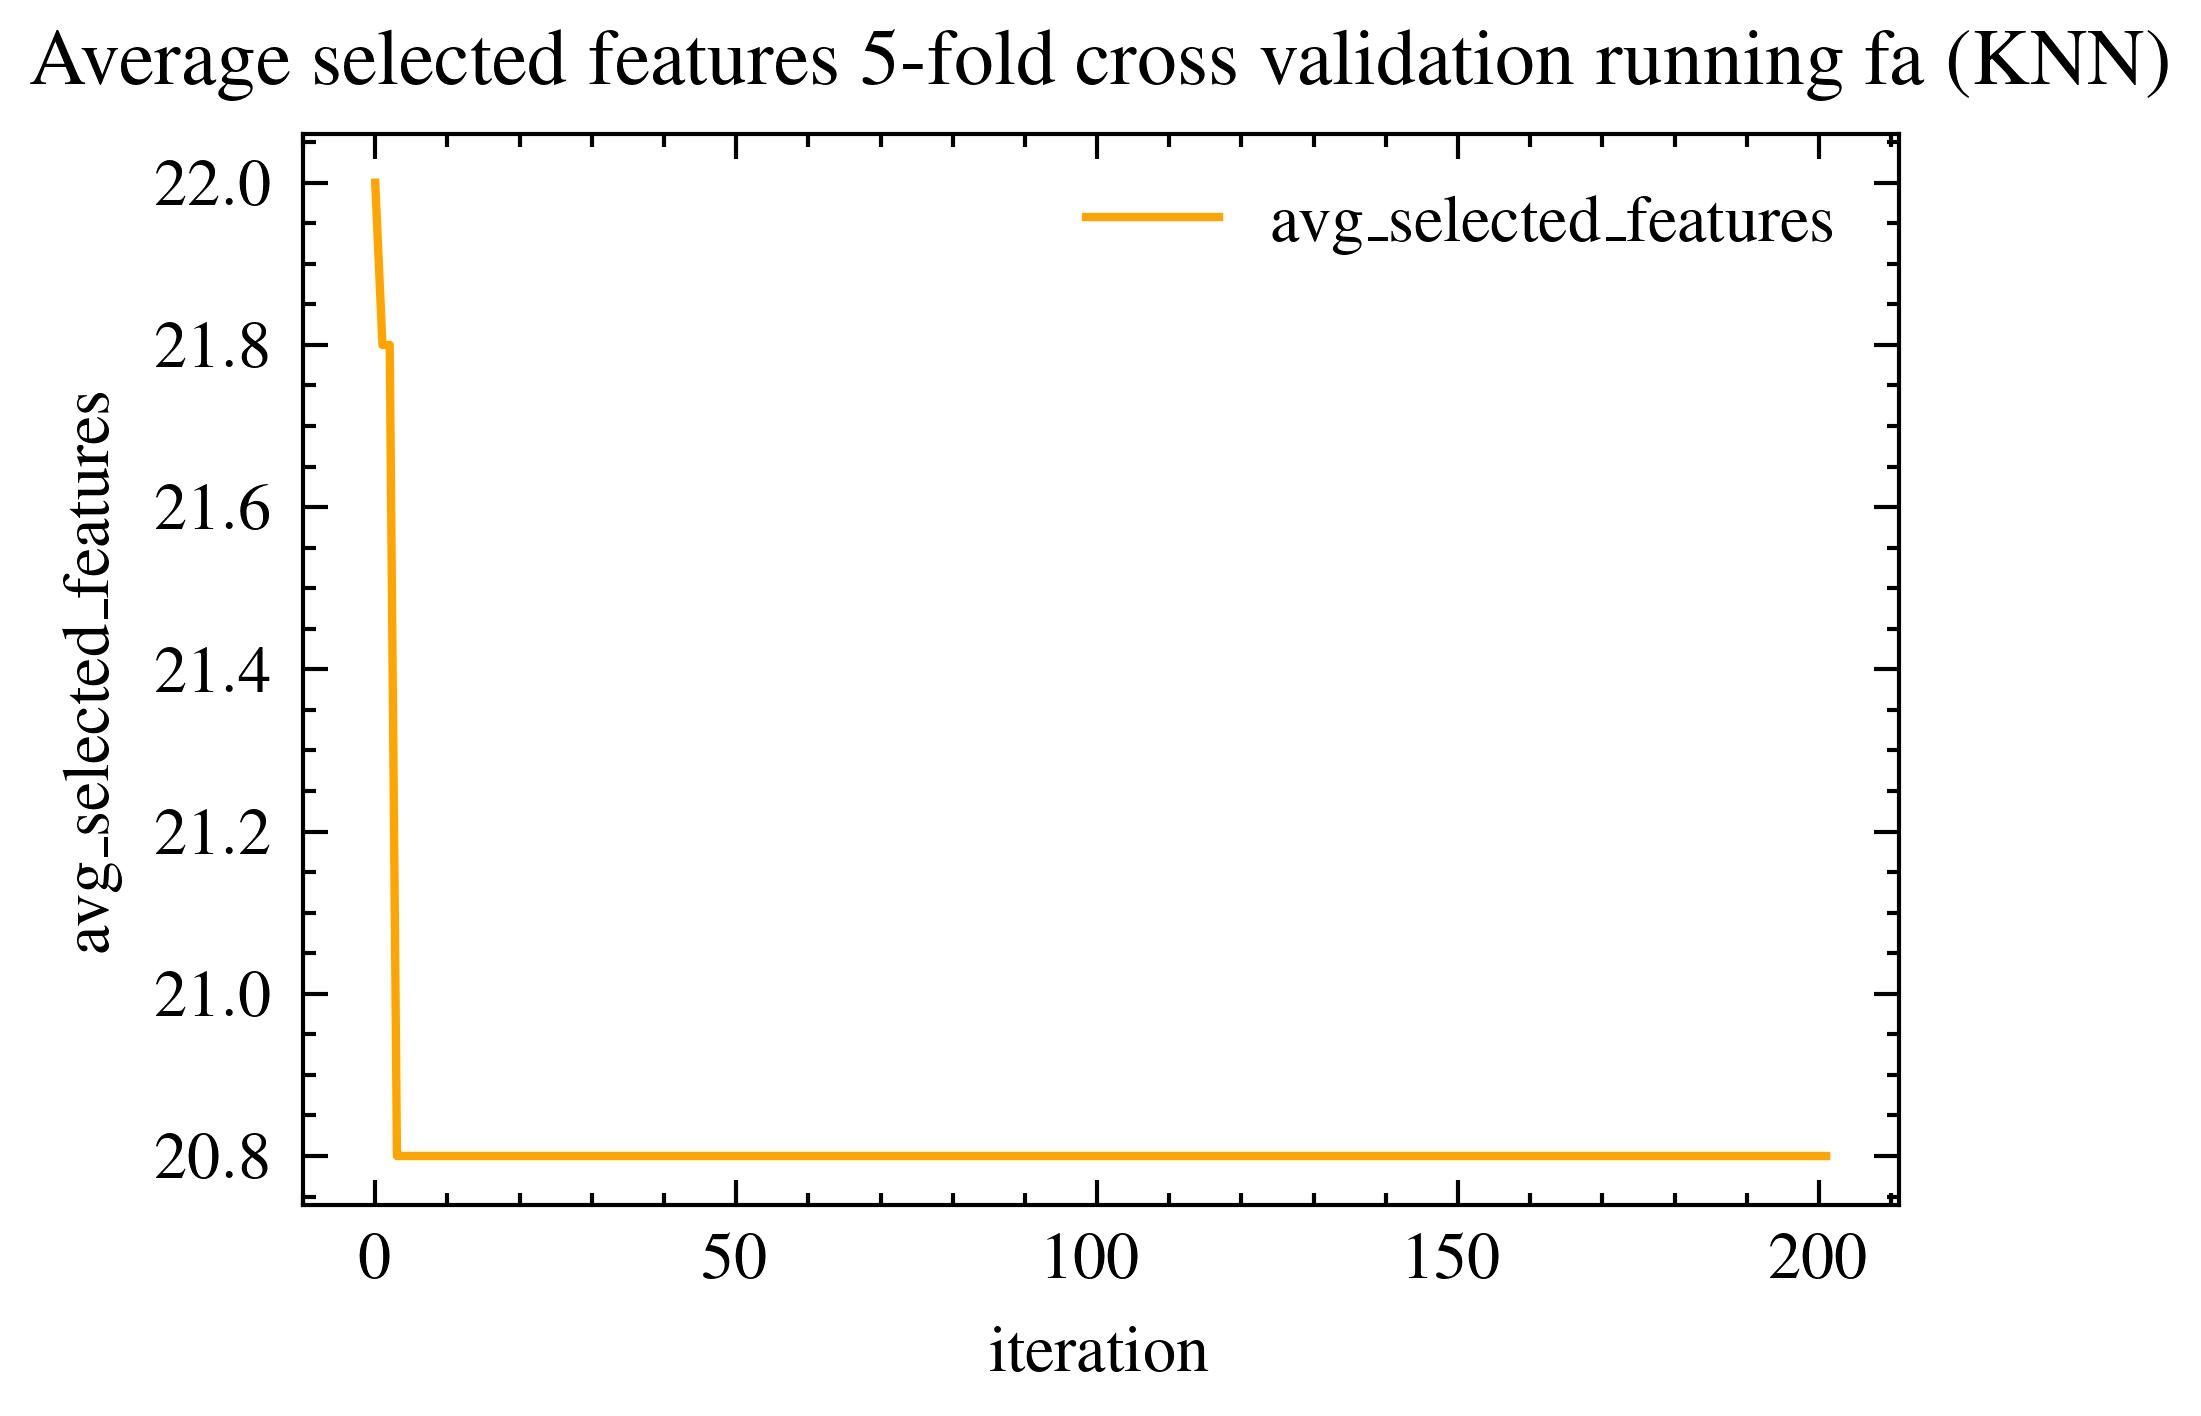 Average selected features 5-fold cross validation running fa (KNN)
avg_selected_features
22.0
21.8
21.6
21.4
21.2
21.0
20.8
avg_selected_features
0 50 100 150 200
iteration